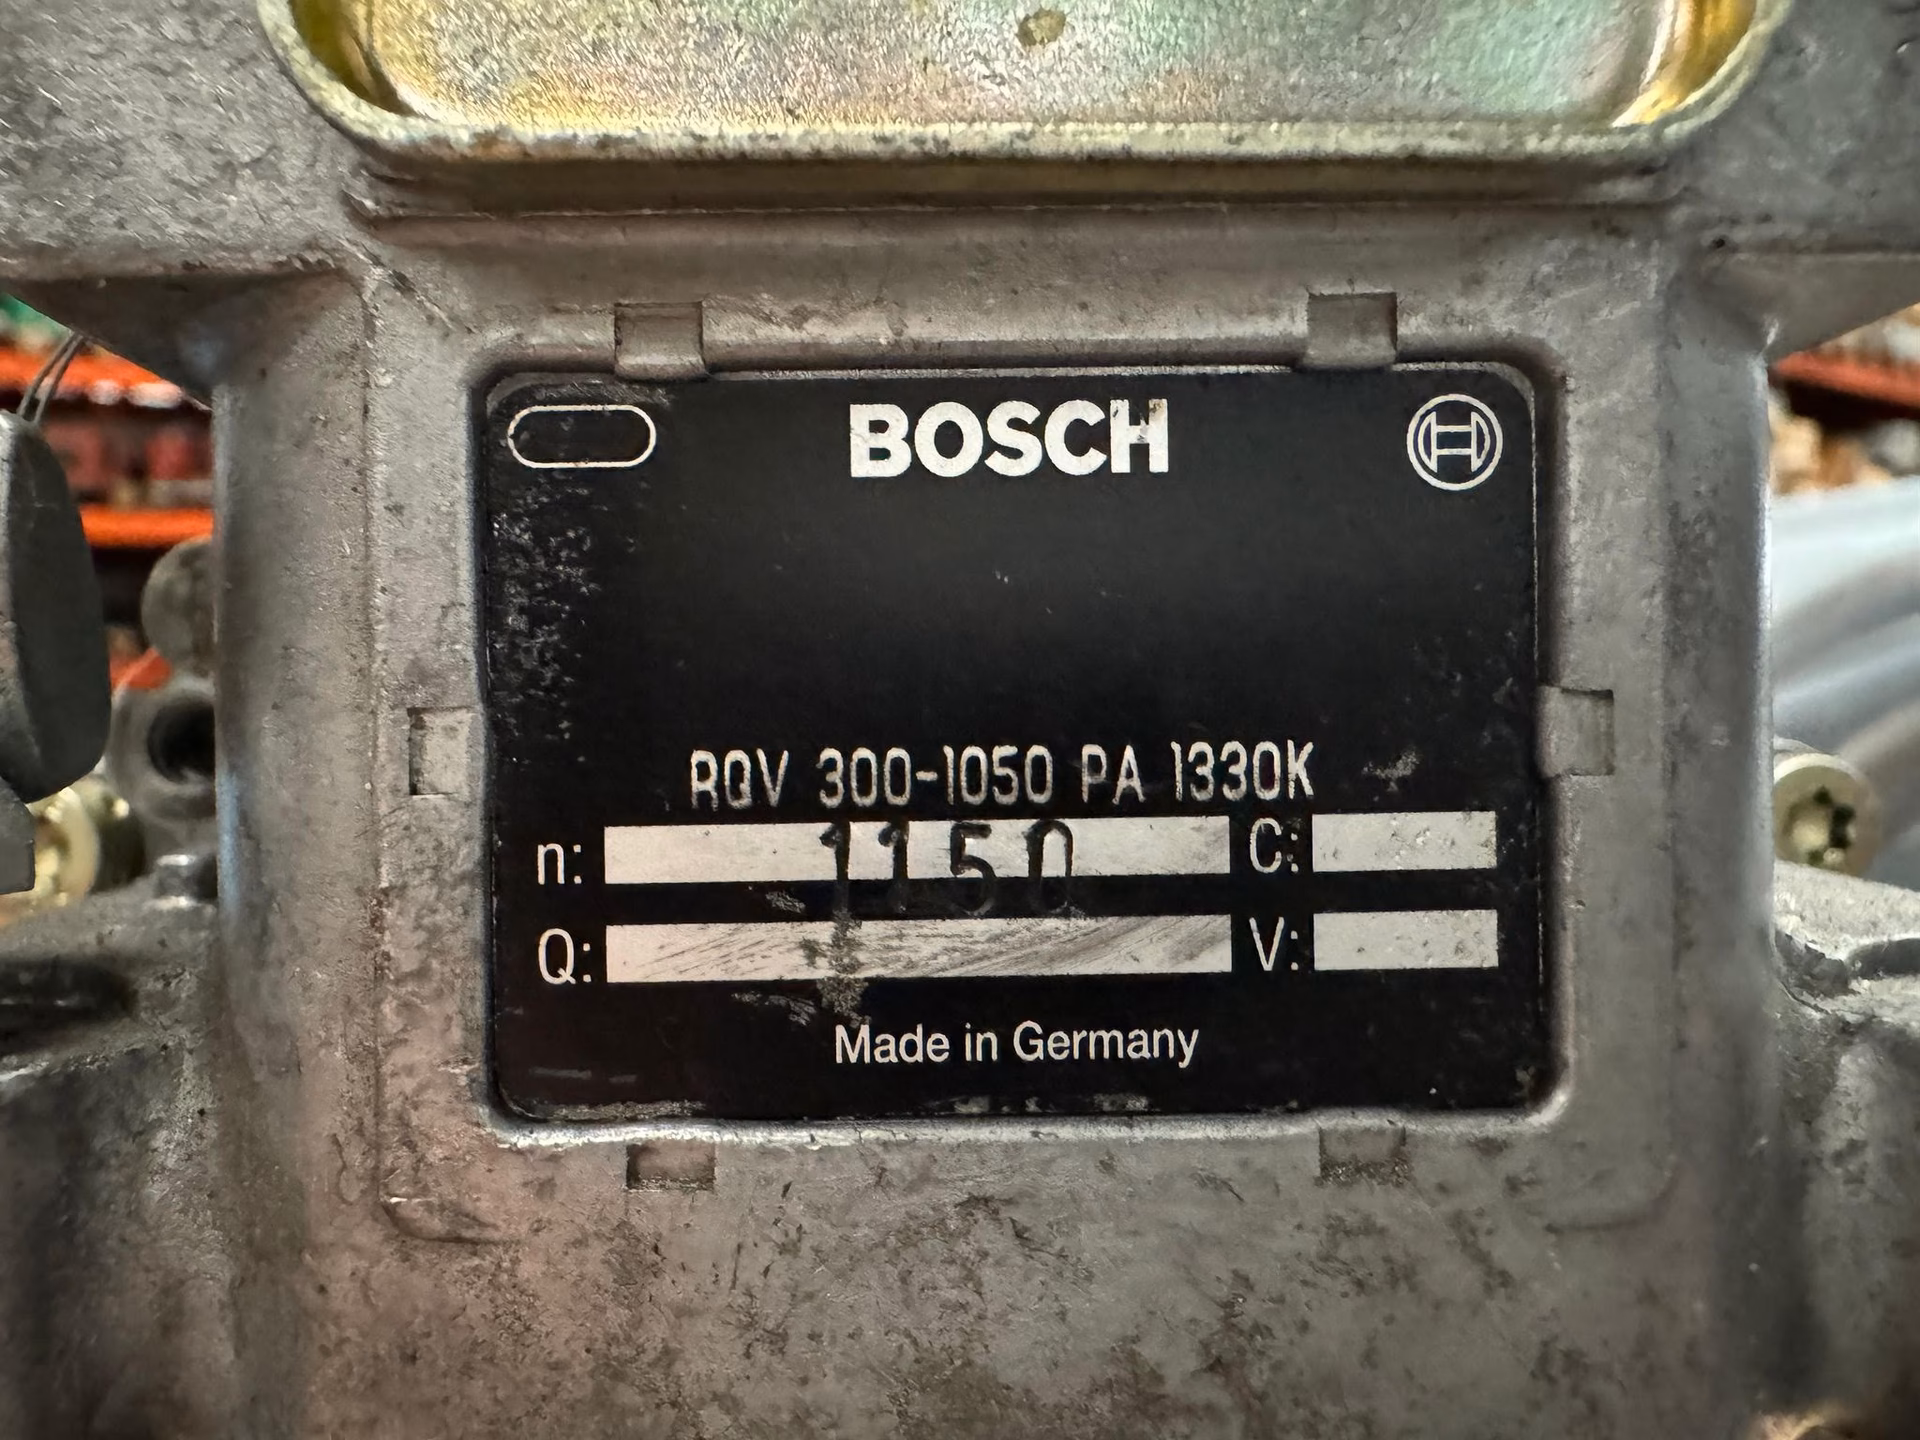 BOSCH
RQV 300-1050 PA 1330K
n: 1150 C:
Q: V:
Made in Germany